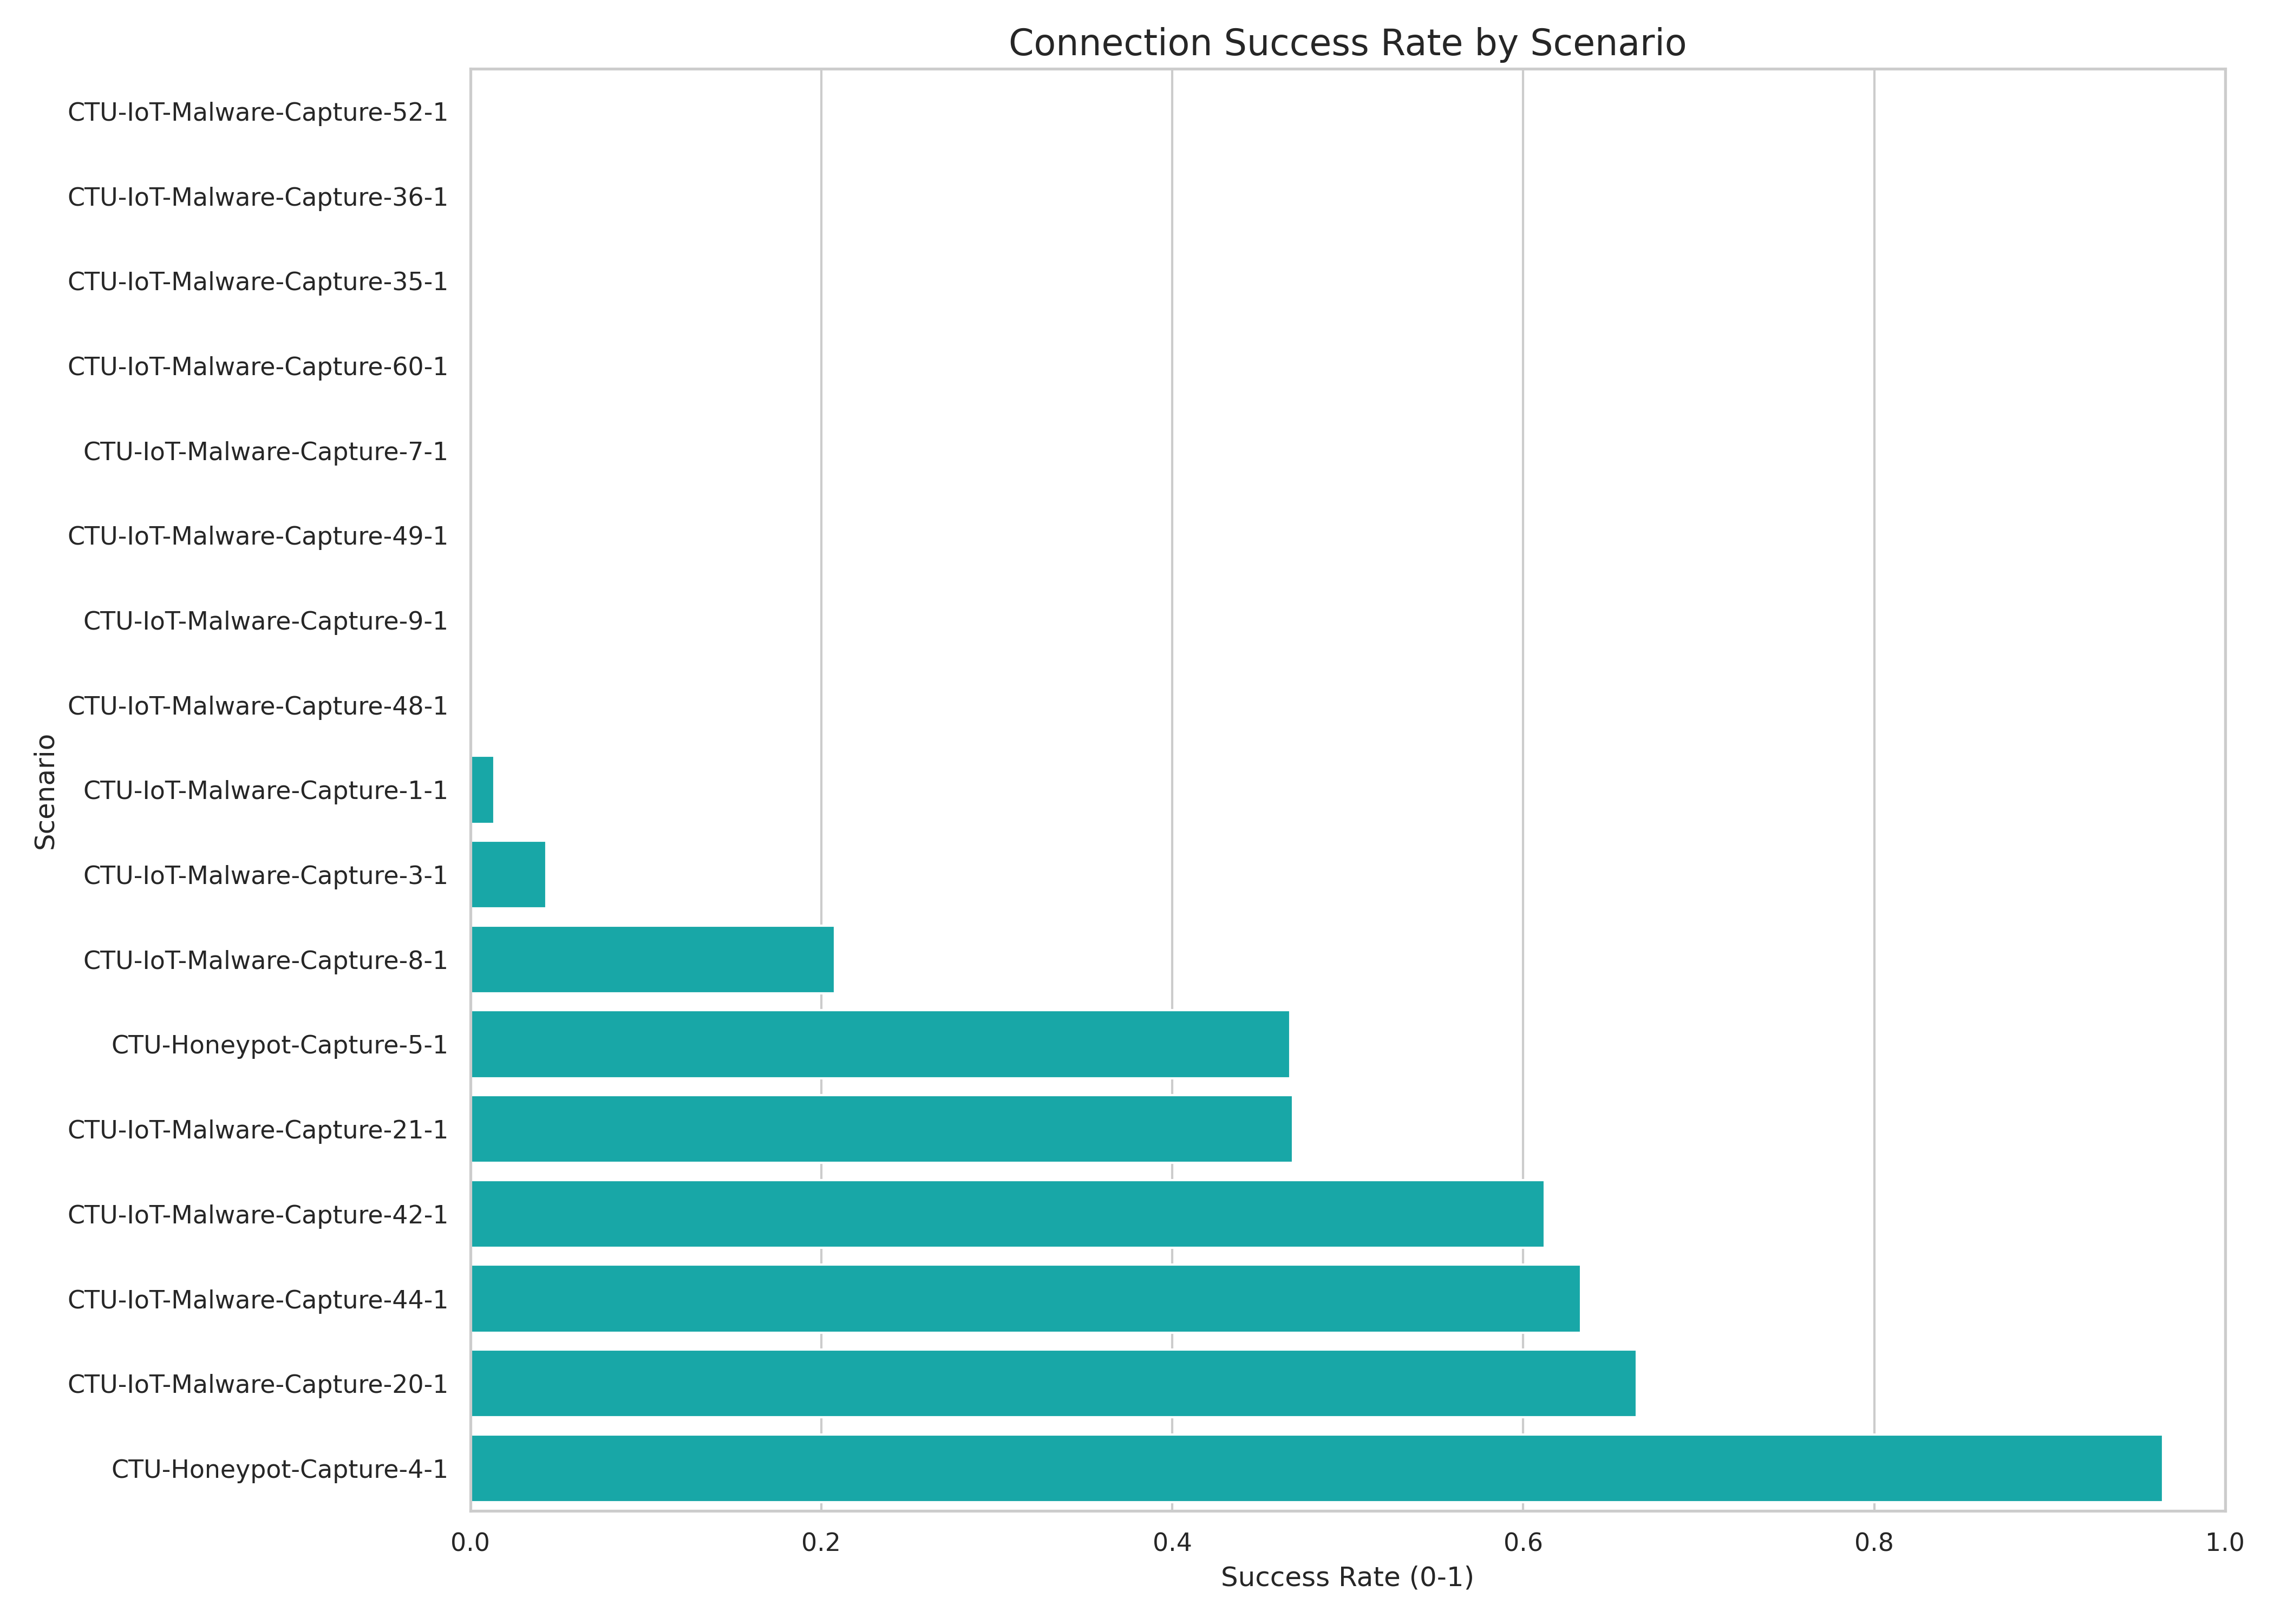 Connection Success Rate by Scenario
Scenario
CTU-IoT-Malware-Capture-52-1
CTU-IoT-Malware-Capture-36-1
CTU-IoT-Malware-Capture-35-1
CTU-IoT-Malware-Capture-60-1
CTU-IoT-Malware-Capture-7-1
CTU-IoT-Malware-Capture-49-1
CTU-IoT-Malware-Capture-9-1
CTU-IoT-Malware-Capture-48-1
CTU-IoT-Malware-Capture-1-1
CTU-IoT-Malware-Capture-3-1
CTU-IoT-Malware-Capture-8-1
CTU-Honeypot-Capture-5-1
CTU-IoT-Malware-Capture-21-1
CTU-IoT-Malware-Capture-42-1
CTU-IoT-Malware-Capture-44-1
CTU-IoT-Malware-Capture-20-1
CTU-Honeypot-Capture-4-1
0.0 0.2 0.4 0.6 0.8 1.0
Success Rate (0-1)